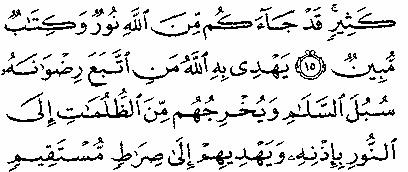 كَثِيرٍۚ قَدْ جَآءَكُم مِّنَ ٱللَّهِ نُورٌۭ وَكِتَٰبٌۭ
مُّبِينٌۭ ١٥ يَهْدِى بِهِ ٱللَّهُ مَنِ ٱتَّبَعَ رِضْوَٰنَهُۥ
سُبُلَ ٱلسَّلَٰمِ وَيُخْرِجُهُم مِّنَ ٱلظُّلُمَٰتِ إِلَى
ٱلنُّورِ بِإِذْنِهِۦ وَيَهْدِيهِمْ إِلَىٰ صِرَٰطٍۢ مُّسْتَقِيمٍۢ